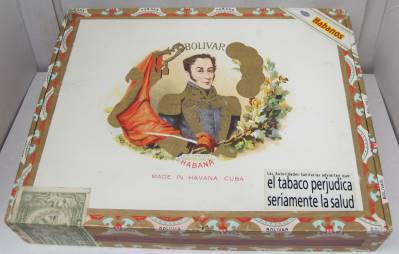 Habanos
BOLIVAR
HABANA
MADE IN HAVANA, CUBA
Las Autoridades Sanitarias advierten que:
el tabaco perjudica
seriamente la salud